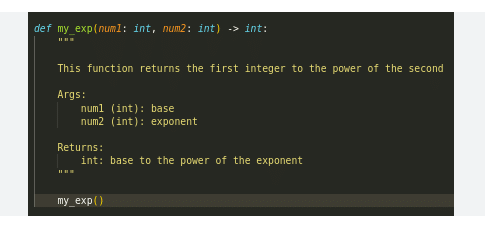 def my_exp(num1: int, num2: int) -> int:
"""
This function returns the first integer to the power of the second
Args:
num1 (int): base
num2 (int): exponent
Returns:
int: base to the power of the exponent
"""
my_exp()